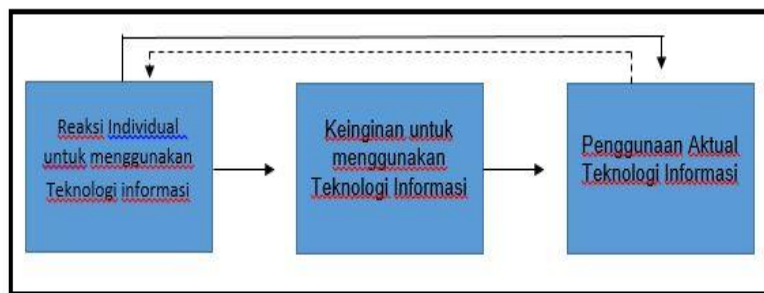 Reaksi Individual
untuk menggunakan
Teknologi informasi
Keinginan untuk
menggunakan
Teknologi Informasi
Penggunaan Aktual
Teknologi Informasi